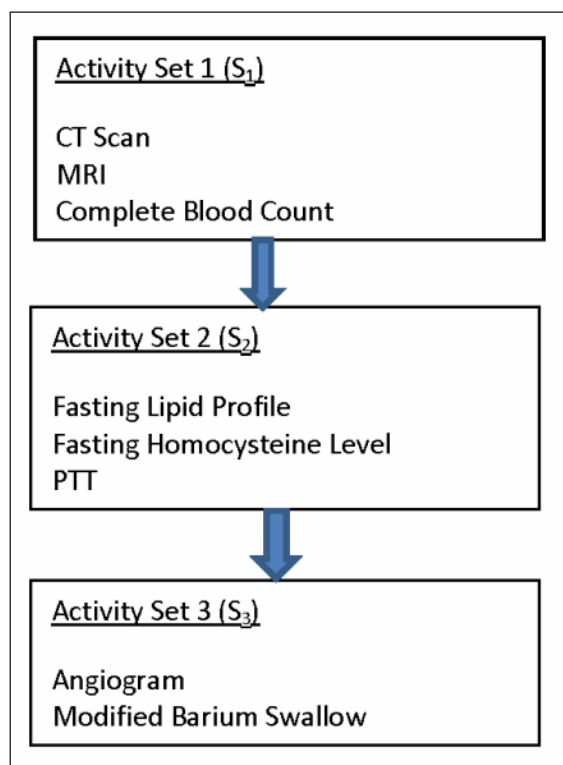 Activity Set 1 (S1)
CT Scan
MRI
Complete Blood Count
Activity Set 2 (S2)
Fasting Lipid Profile
Fasting Homocysteine Level
PTT
Activity Set 3 (S3)
Angiogram
Modified Barium Swallow